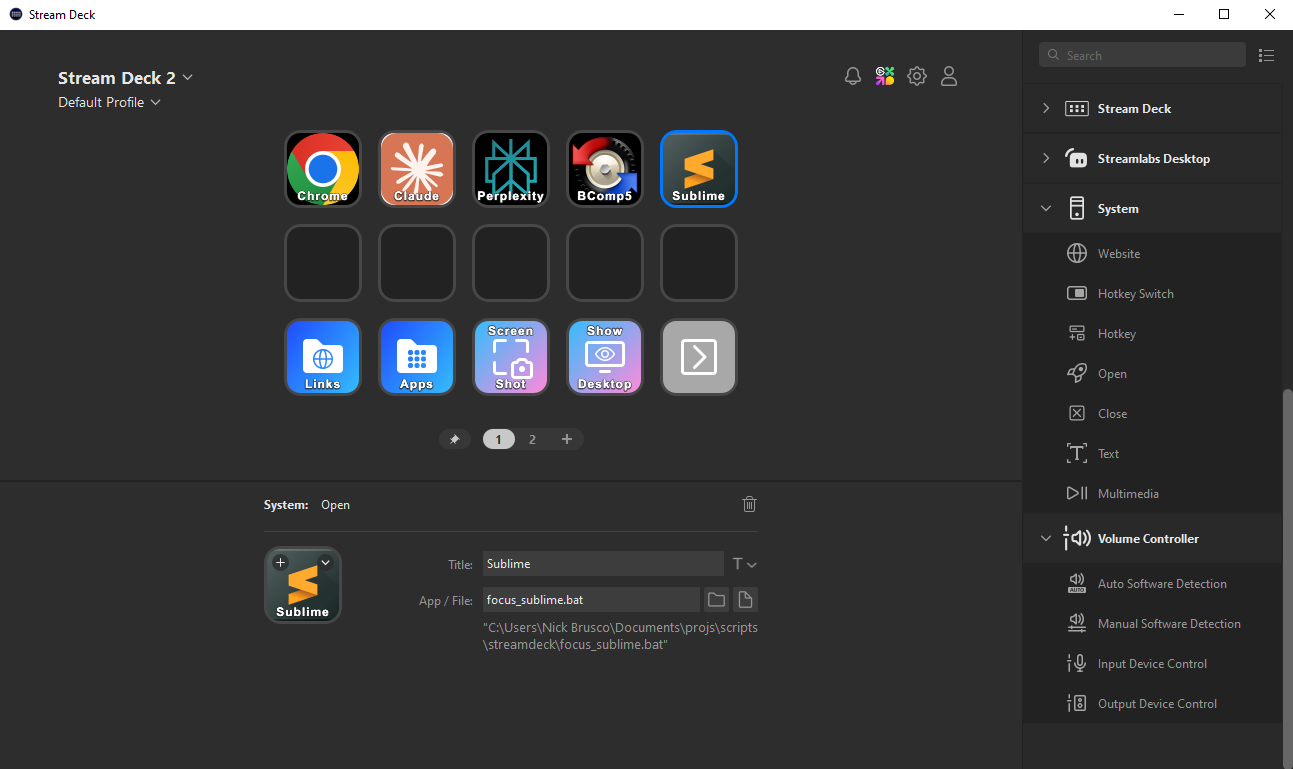 Stream Deck
Stream Deck 2
Default Profile
Chrome
Claude
Perplexity
BComp5
Sublime
Links
Apps
Screen
Shot
Show
Desktop
1
2
System:
Open
Sublime
Title:
Sublime
T
App / File:
focus_sublime.bat
"C:\Users\Nick Brusco\Documents\projs\scripts
\streamdeck\focus_sublime.bat"
Search
Stream Deck
Streamlabs Desktop
System
Website
Hotkey Switch
Hotkey
Open
Close
Text
Multimedia
Volume Controller
AUTO
Auto Software Detection
Manual Software Detection
Input Device Control
Output Device Control